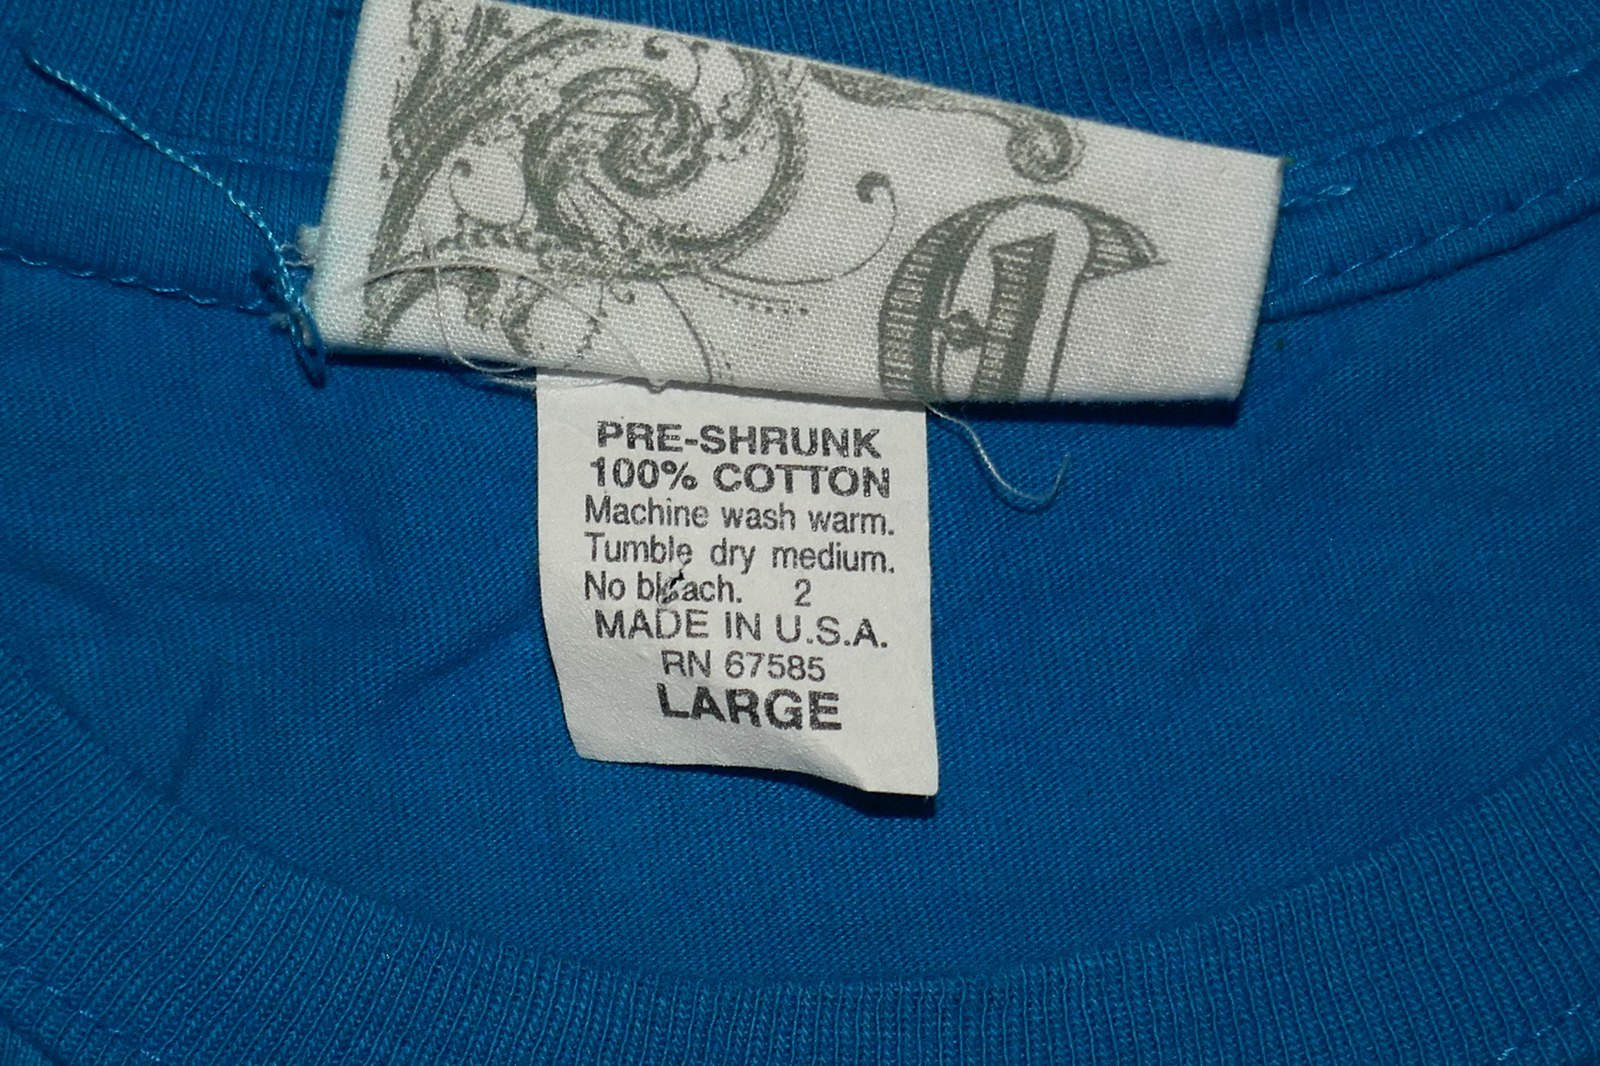 PRE-SHRUNK
100% COTTON
Machine wash warm.
Tumble dry medium.
No bleach. 2
MADE IN U.S.A.
RN 67585
LARGE